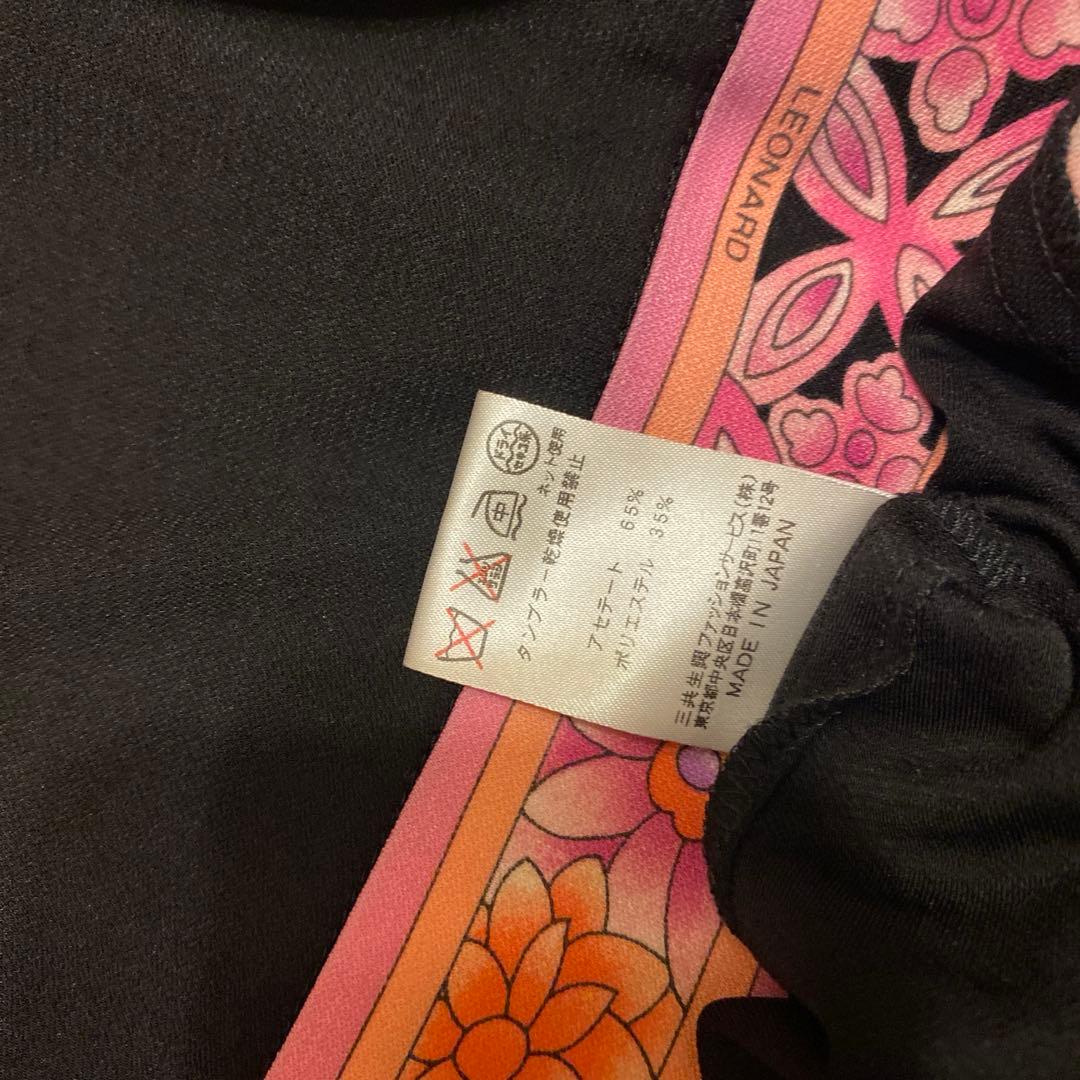 LEONARD
ドライ
セキユ系
中
ネット使用
タンブラー乾燥使用禁止
アセテート 65%
ポリエステル 35%
三共生興ファッションサービス(株)
東京都中央区日本橋富沢町11番12号
MADE IN JAPAN